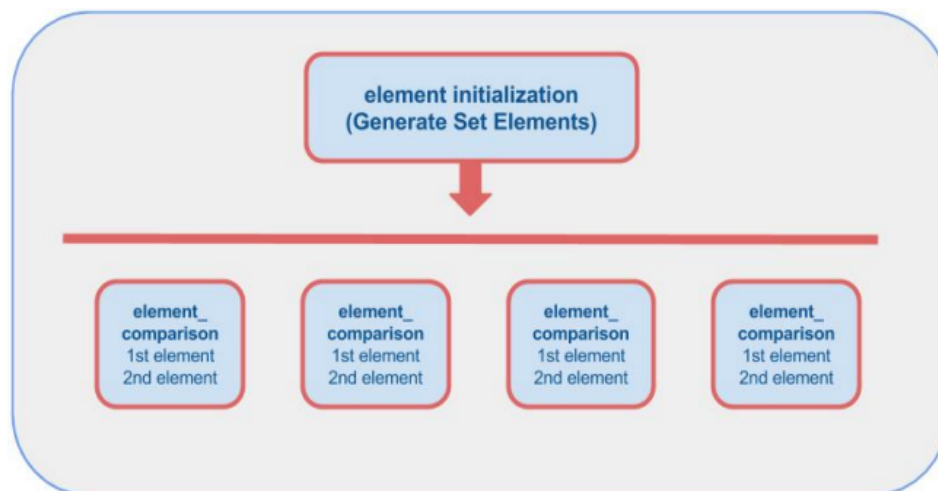 element initialization
(Generate Set Elements)
element_
comparison
1st element
2nd element
element_
comparison
1st element
2nd element
element_
comparison
1st element
2nd element
element_
comparison
1st element
2nd element